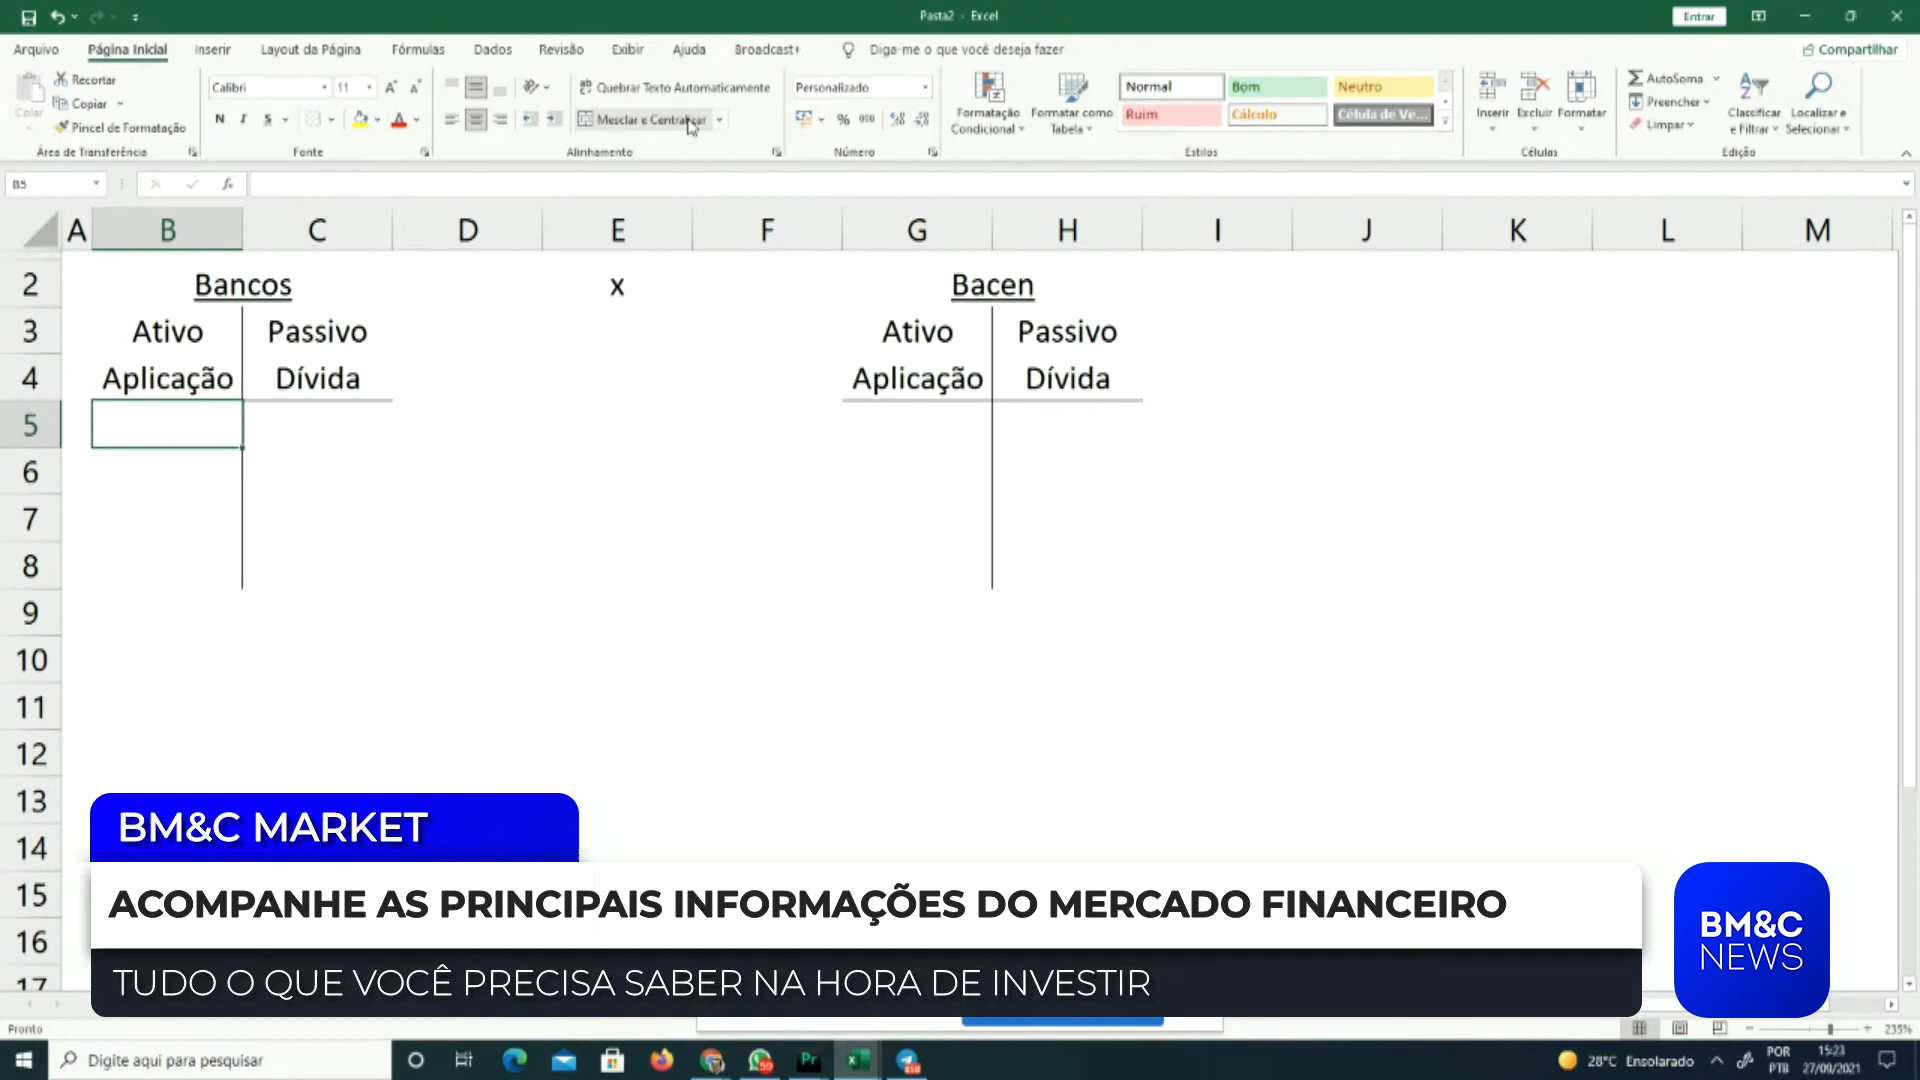 Pasta2 - Excel
Entrar
Arquivo Página Inicial Inserir Layout da Página Fórmulas Dados Revisão Exibir Ajuda Broadcast+ Diga-me o que você deseja fazer Compartilhar
Colar
Recortar
Copiar
Pincel de Formatação
Área de Transferência
Calibri 11
N I S A
Fonte
Quebrar Texto Automaticamente
Mesclar e Centralizar
Alinhamento
Personalizado
% 000
Número
Formatação Condicional
Formatar como Tabela
Normal Bom Neutro
Ruim Cálculo Célula de Ve...
Estilos
Inserir Excluir Formatar
Células
AutoSoma
Preencher
Limpar
Classificar e Filtrar
Localizar e Selecionar
Edição
B5 fx
A B C D E F G H I J K L M
2 Bancos x Bacen
3 Ativo Passivo Ativo Passivo
4 Aplicação Dívida Aplicação Dívida
5
6
7
8
9
10
11
12
13
14
15
16
17
BM&C MARKET
ACOMPANHE AS PRINCIPAIS INFORMAÇÕES DO MERCADO FINANCEIRO
TUDO O QUE VOCÊ PRECISA SABER NA HORA DE INVESTIR
BM&C
NEWS
Pronto
235%
Digite aqui para pesquisar
Pr
28°C Ensolarado
POR
PTB
15:23
27/09/2021